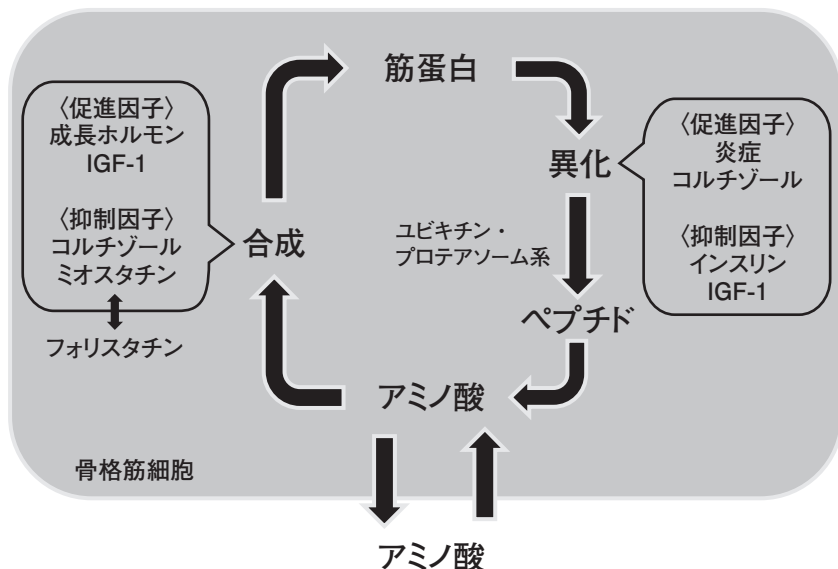 筋蛋白
〈促進因子〉
成長ホルモン
IGF-1
〈抑制因子〉
コルチゾール
ミオスタチン
フォリスタチン
合成
異化
〈促進因子〉
炎症
コルチゾール
〈抑制因子〉
インスリン
IGF-1
ユビキチン・
プロテアソーム系
ペプチド
アミノ酸
骨格筋細胞
アミノ酸